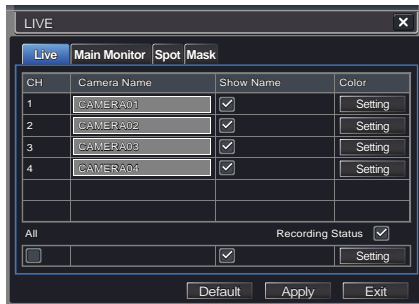 LIVE
Live Main Monitor Spot Mask
CH Camera Name Show Name Color
1 CAMERA01 Setting
2 CAMERA02 Setting
3 CAMERA03 Setting
4 CAMERA04 Setting
All Recording Status
Setting
Default Apply Exit